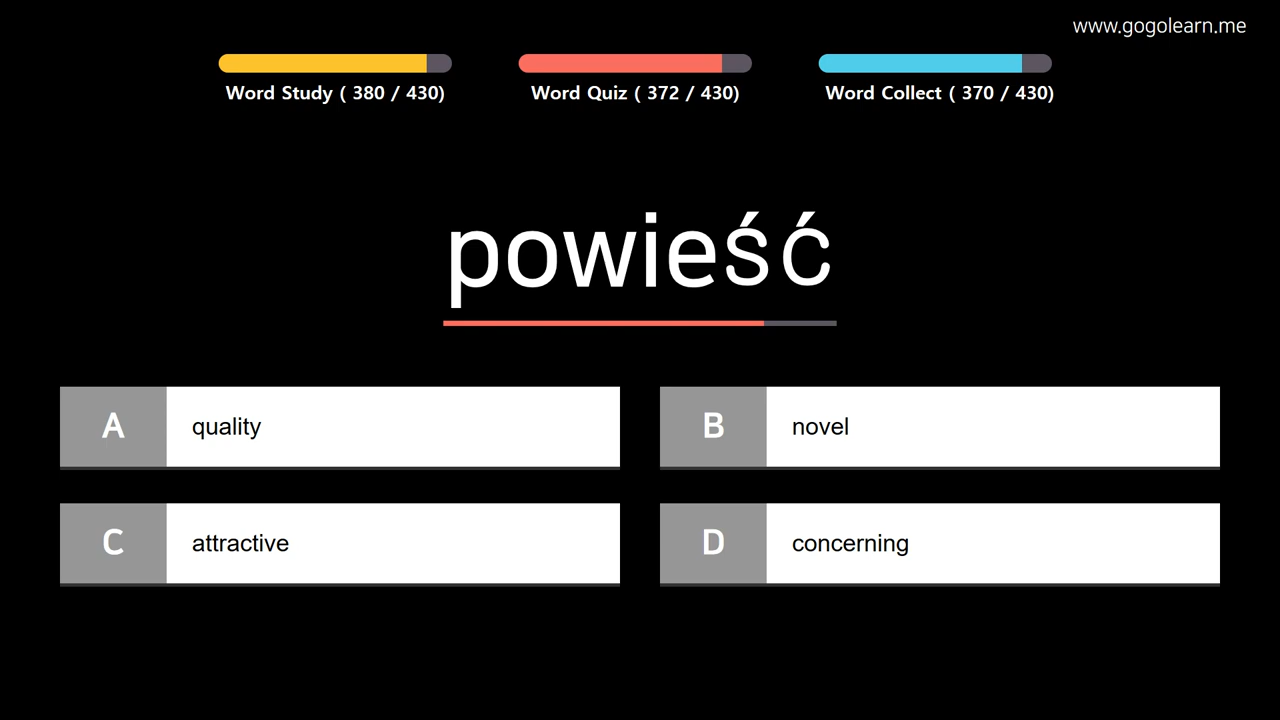 www.gogolearn.me
Word Study ( 380 / 430)
Word Quiz ( 372 / 430)
Word Collect ( 370 / 430)
powieść
A quality
B novel
C attractive
D concerning